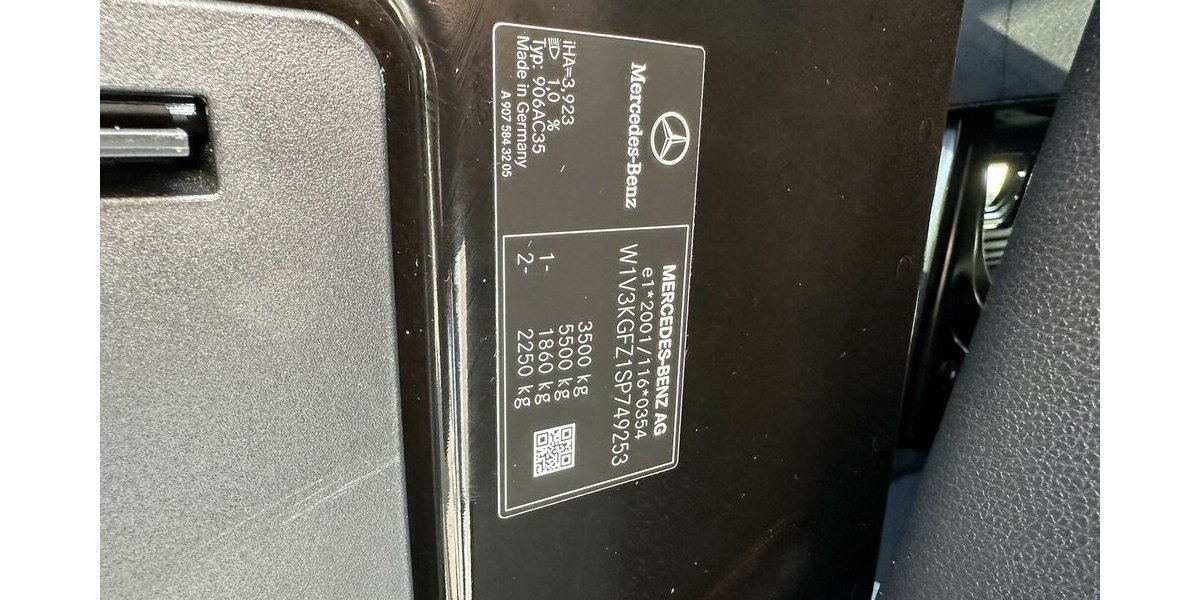 Mercedes-Benz
iHA=3,923
1,0 %
Typ: 906AC35
Made in Germany
A 907 584 32 05
MERCEDES-BENZ AG
e1*2001/116*0354
W1V3KGFZ1SP749253
3500 kg
5500 kg
1- 1860 kg
2- 2250 kg